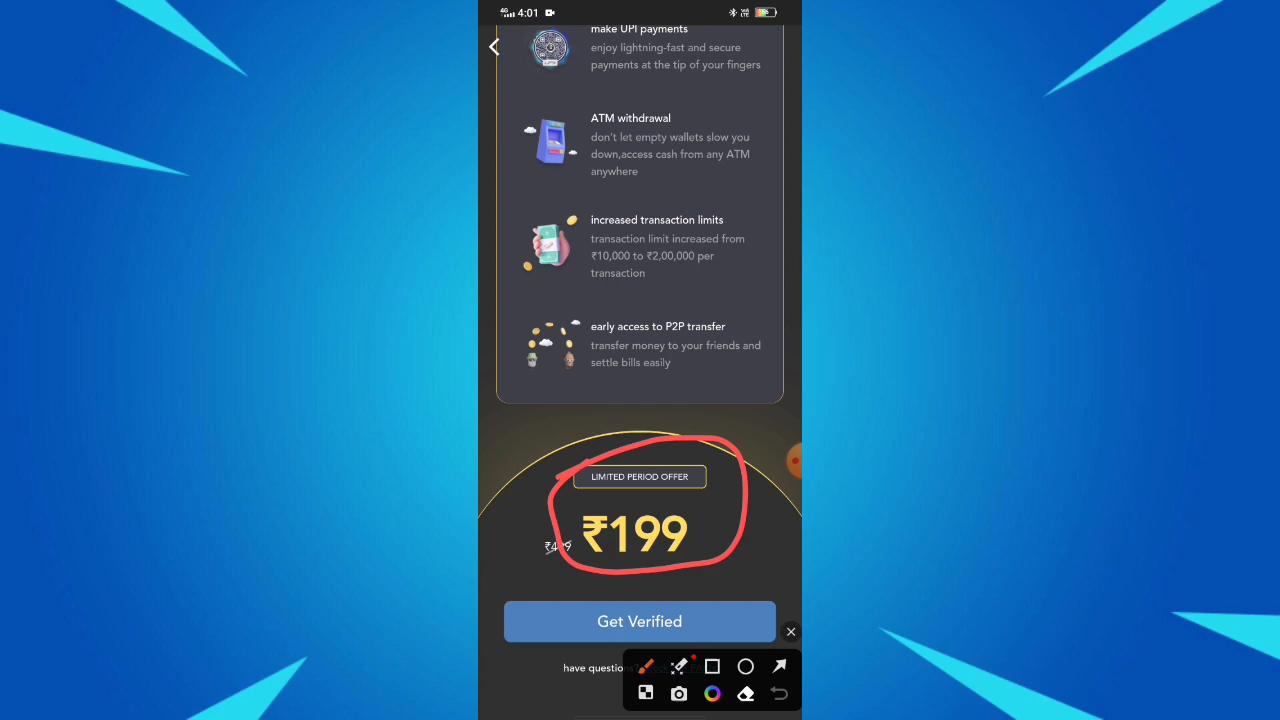 4G 4:01
make UPI payments
enjoy lightning-fast and secure
payments at the tip of your fingers
ATM withdrawal
don't let empty wallets slow you
down,access cash from any ATM
anywhere
increased transaction limits
transaction limit increased from
₹10,000 to ₹2,00,000 per
transaction
early access to P2P transfer
transfer money to your friends and
settle bills easily
LIMITED PERIOD OFFER
₹499 ₹199
Get Verified
have questions?